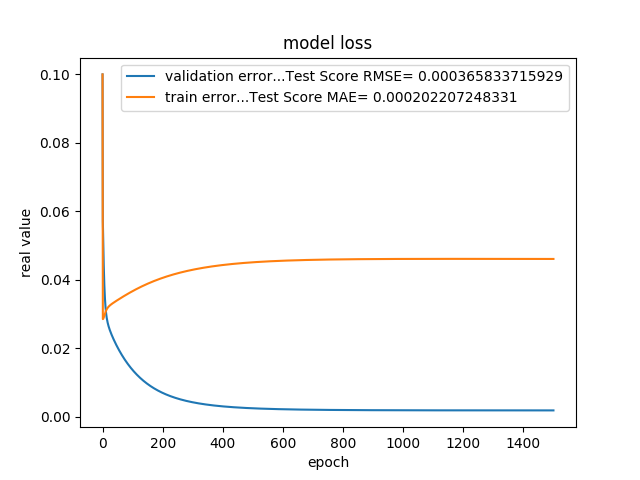 model loss
validation error...Test Score RMSE= 0.000365833715929
train error...Test Score MAE= 0.000202207248331
real value
0.10
0.08
0.06
0.04
0.02
0.00
0 200 400 600 800 1000 1200 1400
epoch